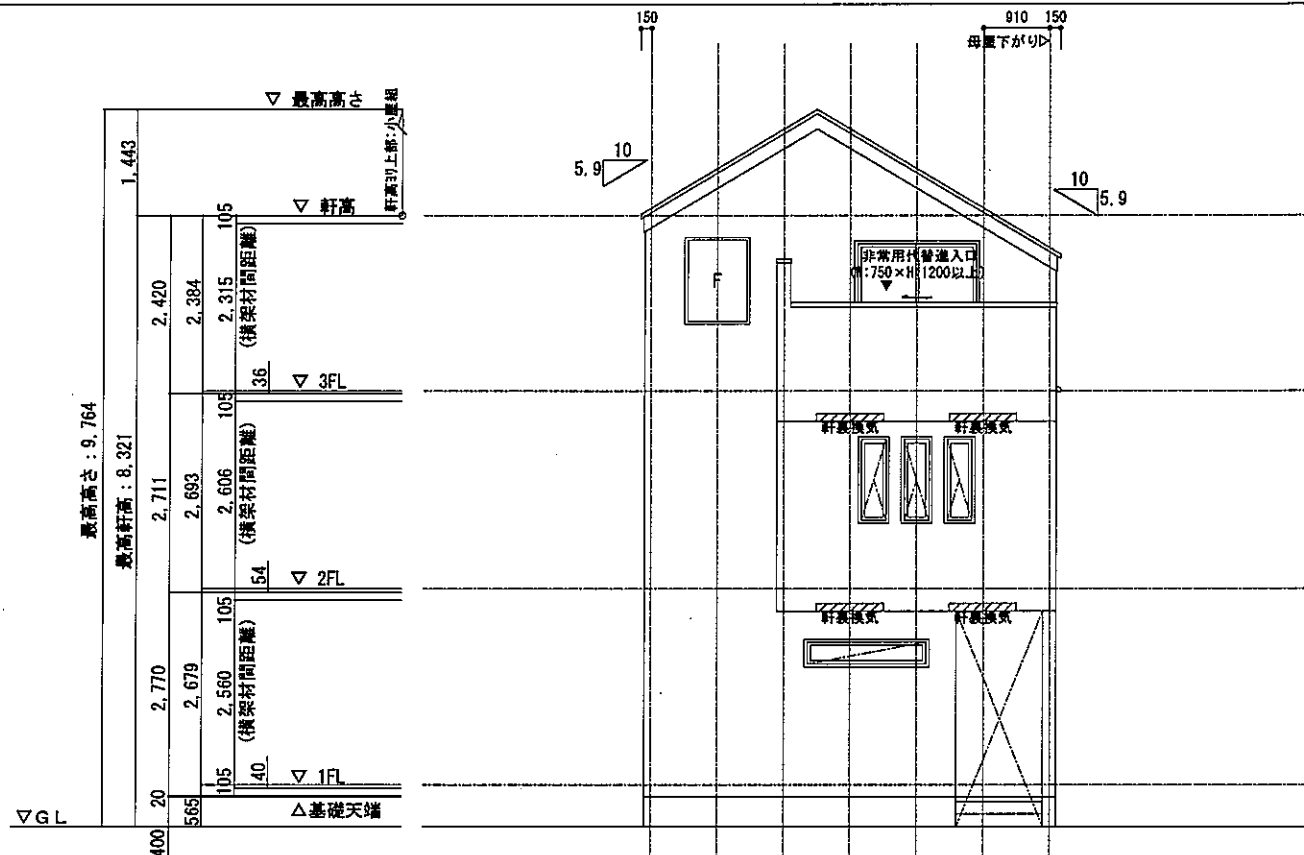 150
910 150
母屋下がり▷
▽ 最高高さ
軒高より上部:小屋組
1,443
10
5.9
10
5.9
▽ 軒高
105
2,420
2,384
2,315
(横架材間距離)
F
非常用代替進入口
(W:750×H:1200以上)
▼
36
▽ 3FL
105
軒裏換気
軒裏換気
最高高さ:9,764
最高軒高:8,321
2,711
2,693
2,606
(横架材間距離)
54
▽ 2FL
105
軒裏換気
軒裏換気
2,770
2,679
2,560
(横架材間距離)
40
▽ 1FL
105
20
565
△基礎天端
▽GL
400